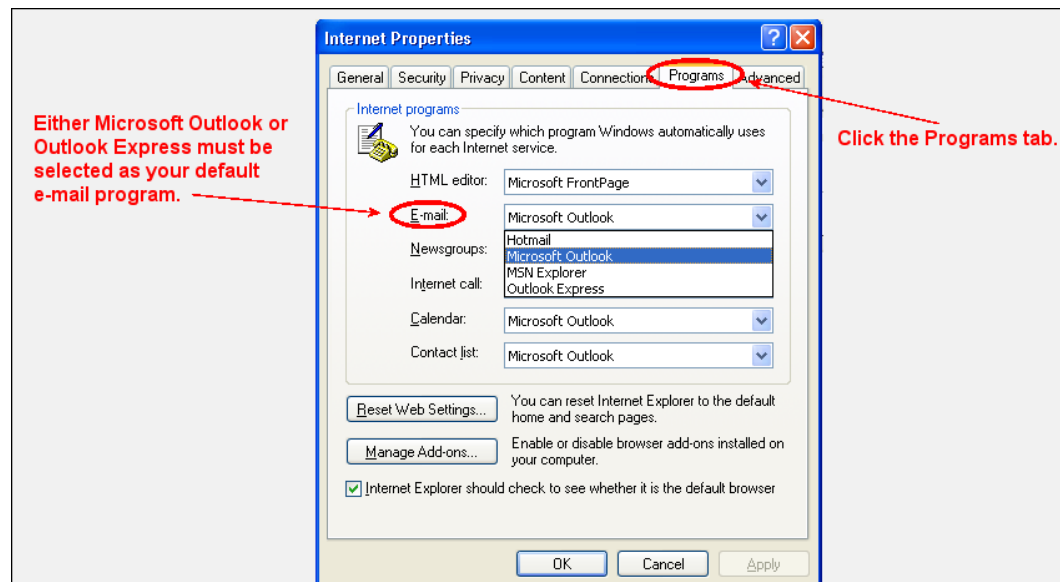 Internet Properties
General Security Privacy Content Connections Programs Advanced
Internet programs
You can specify which program Windows automatically uses
for each Internet service.
Either Microsoft Outlook or
Outlook Express must be
selected as your default
e-mail program.
Click the Programs tab.
HTML editor: Microsoft FrontPage
E-mail: Microsoft Outlook
Hotmail
Newsgroups: Microsoft Outlook
MSN Explorer
Internet call: Outlook Express
Calendar: Microsoft Outlook
Contact list: Microsoft Outlook
Reset Web Settings...
You can reset Internet Explorer to the default
home and search pages.
Manage Add-ons...
Enable or disable browser add-ons installed on
your computer.
Internet Explorer should check to see whether it is the default browser
OK Cancel Apply